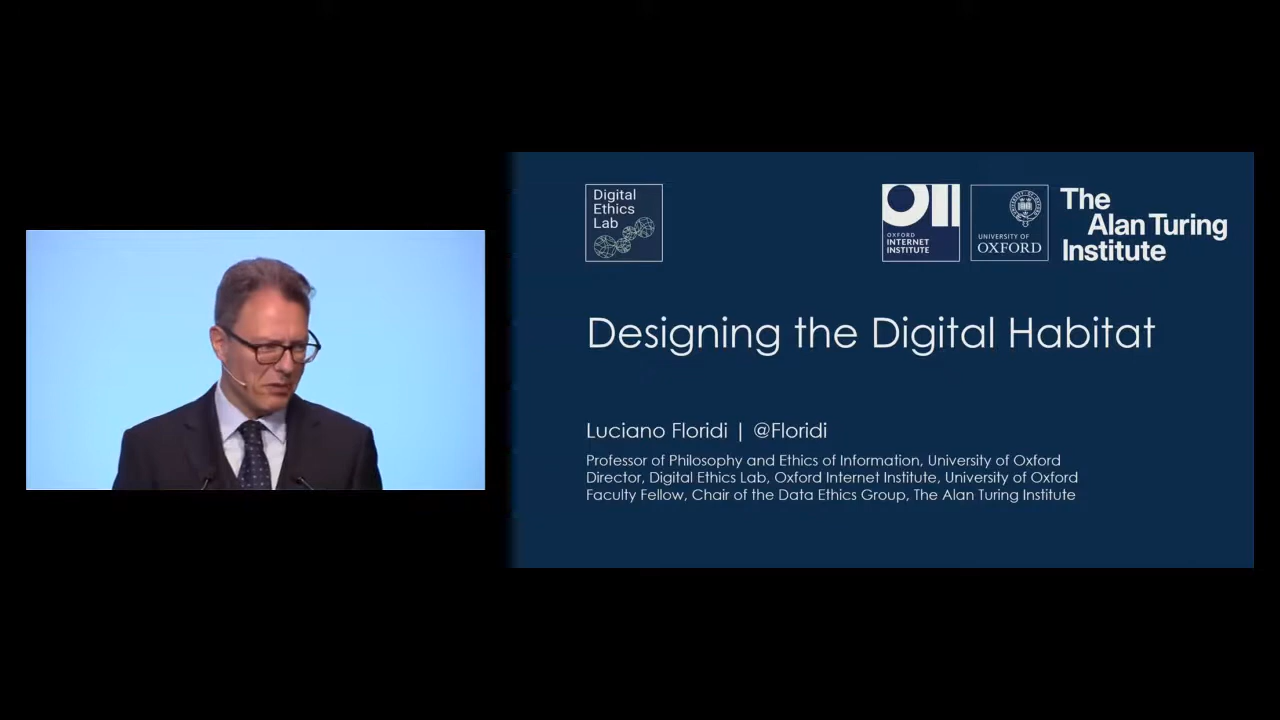 Digital
Ethics
Lab
OXFORD
INTERNET
INSTITUTE
UNIVERSITY OF
OXFORD
The
Alan Turing
Institute
Designing the Digital Habitat
Luciano Floridi | @Floridi
Professor of Philosophy and Ethics of Information, University of Oxford
Director, Digital Ethics Lab, Oxford Internet Institute, University of Oxford
Faculty Fellow, Chair of the Data Ethics Group, The Alan Turing Institute